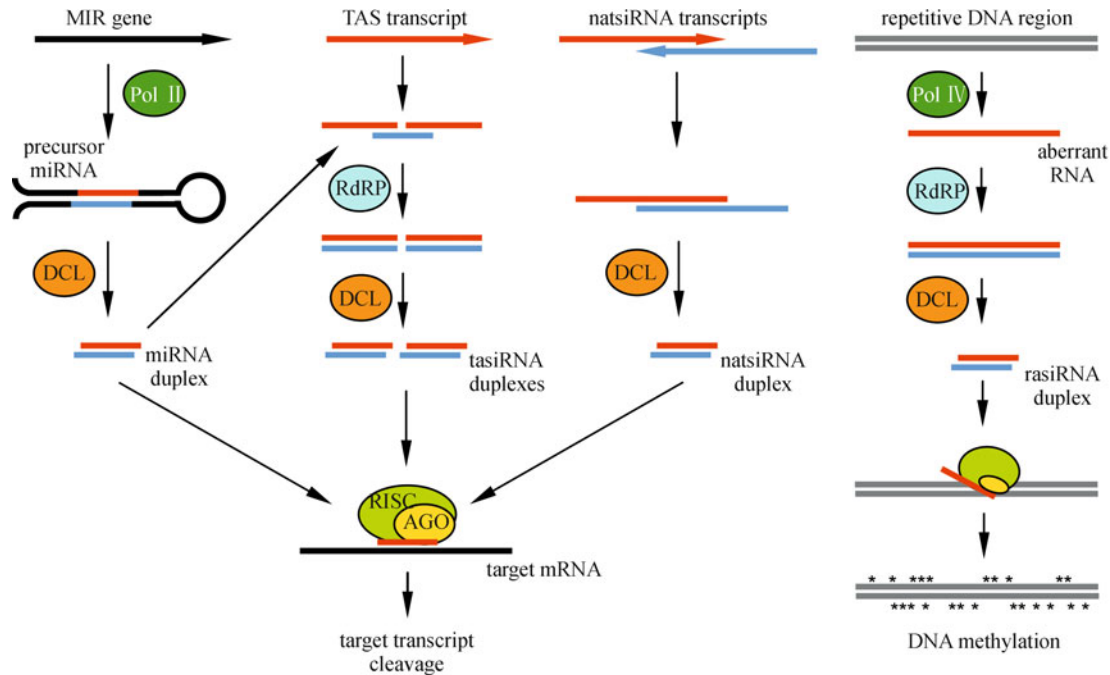 MIR gene
Pol II
precursor
miRNA
DCL
miRNA
duplex
TAS transcript
RdRP
DCL
tasiRNA
duplexes
natsiRNA transcripts
DCL
natsiRNA
duplex
RISC
AGO
target mRNA
target transcript
cleavage
repetitive DNA region
Pol IV
aberrant
RNA
RdRP
DCL
rasiRNA
duplex
* * *** ** * **
*** * ** * ** * * * *
DNA methylation